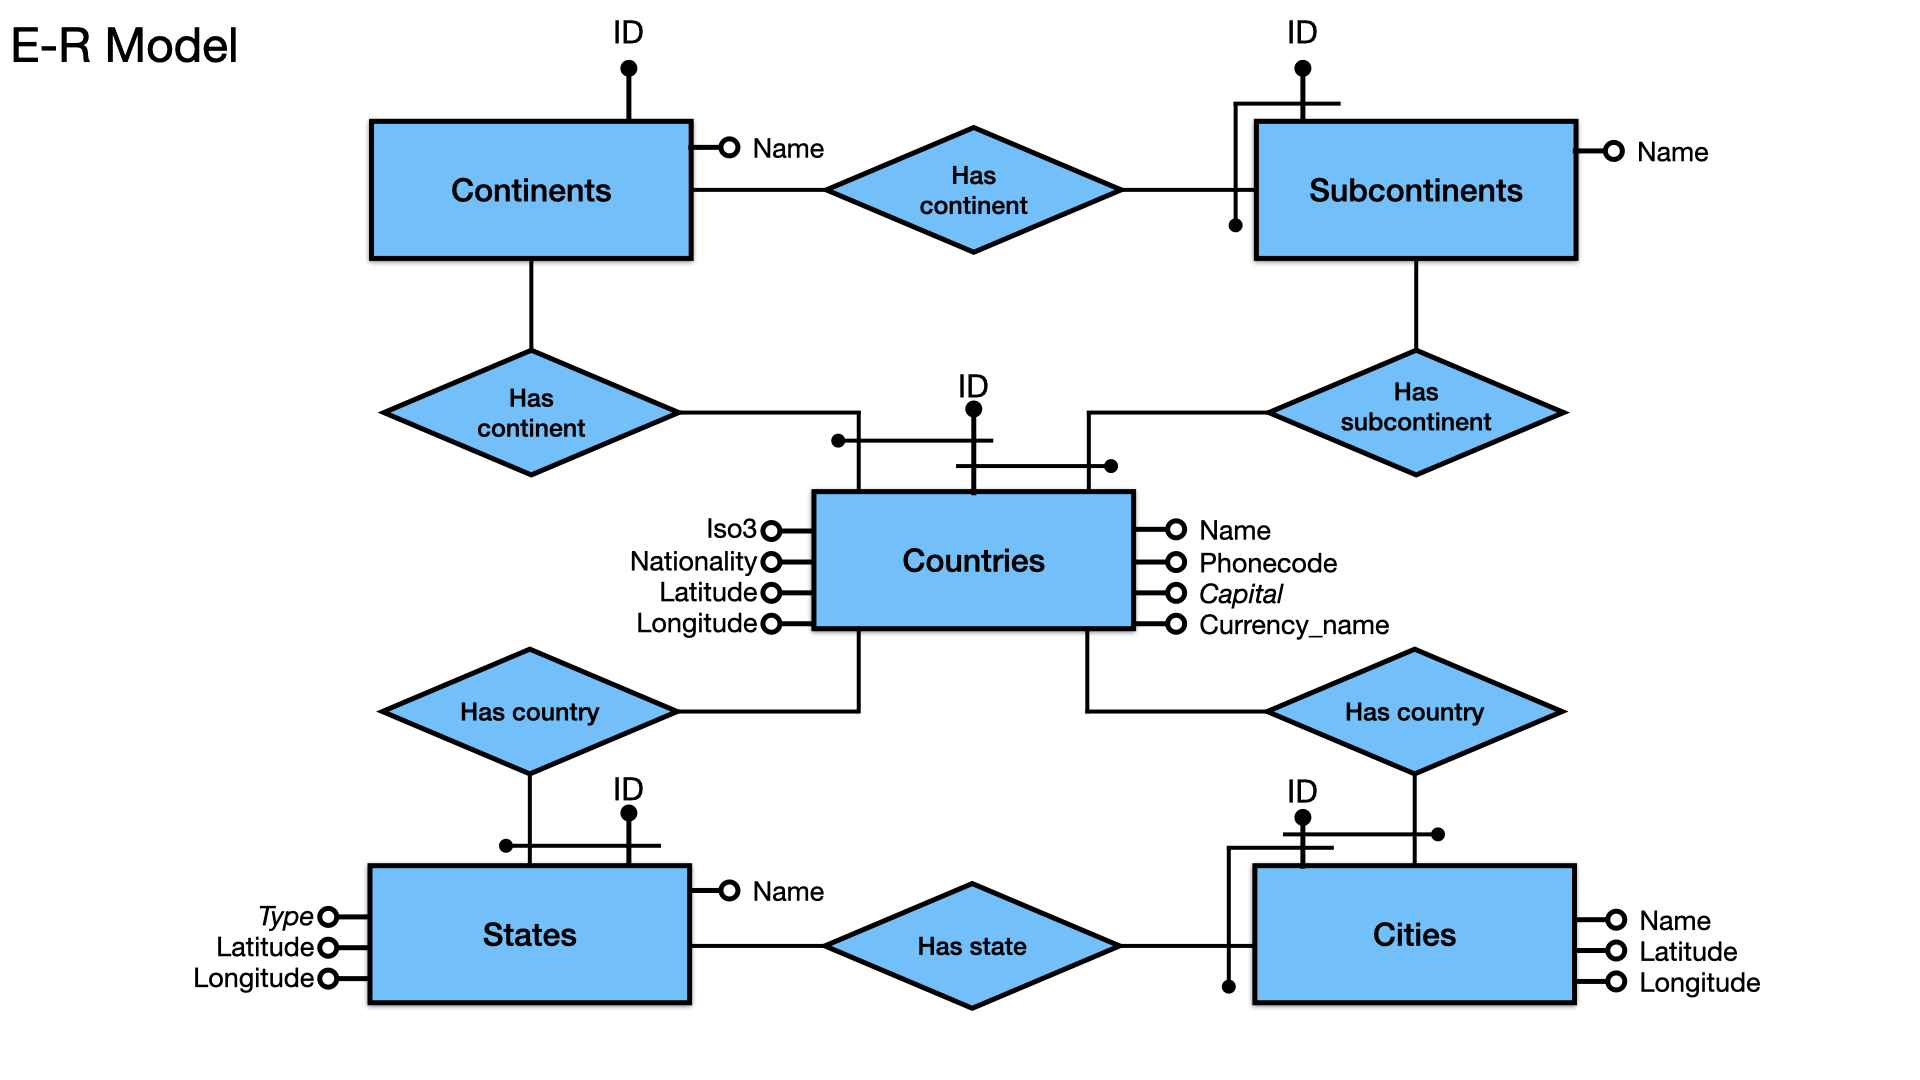 E-R Model
ID
ID
Name
Name
Continents
Has
continent
Subcontinents
Has
continent
ID
Has
subcontinent
Iso3
Nationality
Latitude
Longitude
Countries
Name
Phonecode
Capital
Currency_name
Has country
Has country
ID
ID
Name
Type
Latitude
Longitude
States
Has state
Cities
Name
Latitude
Longitude